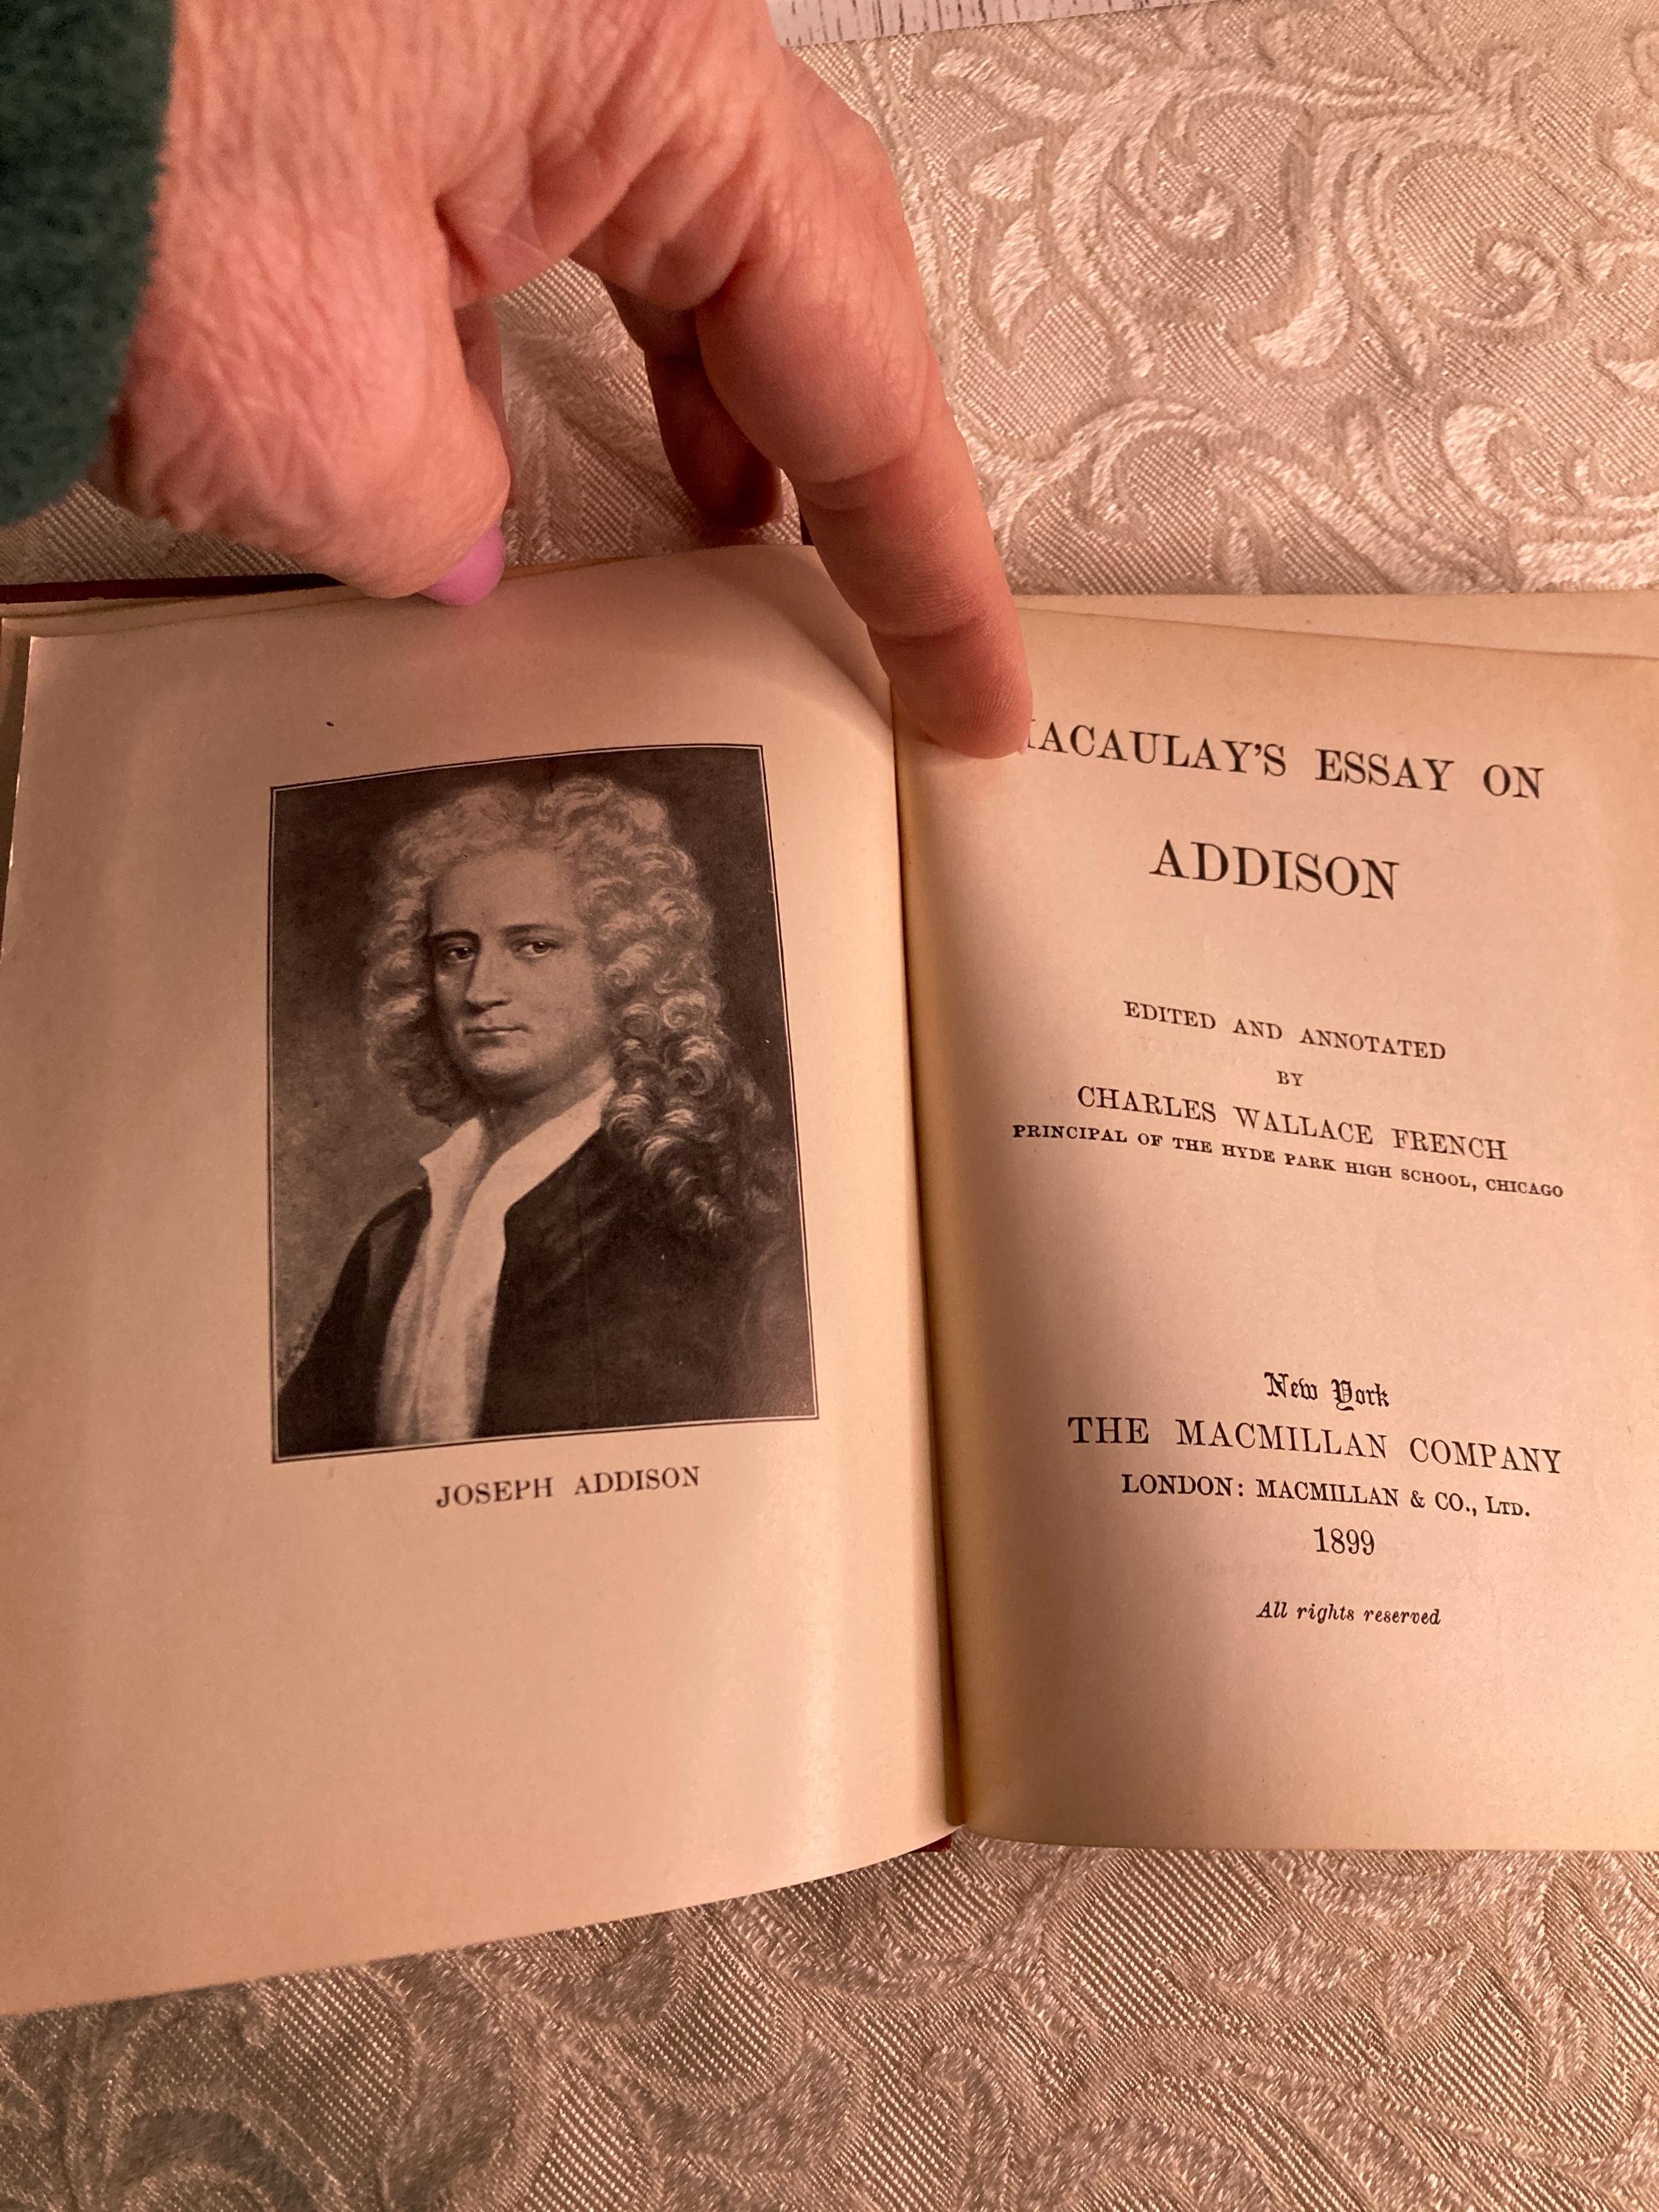 JOSEPH ADDISON
MACAULAY'S ESSAY ON
ADDISON
EDITED AND ANNOTATED
BY
CHARLES WALLACE FRENCH
PRINCIPAL OF THE HYDE PARK HIGH SCHOOL, CHICAGO
New York
THE MACMILLAN COMPANY
LONDON: MACMILLAN & CO., LTD.
1899
All rights reserved